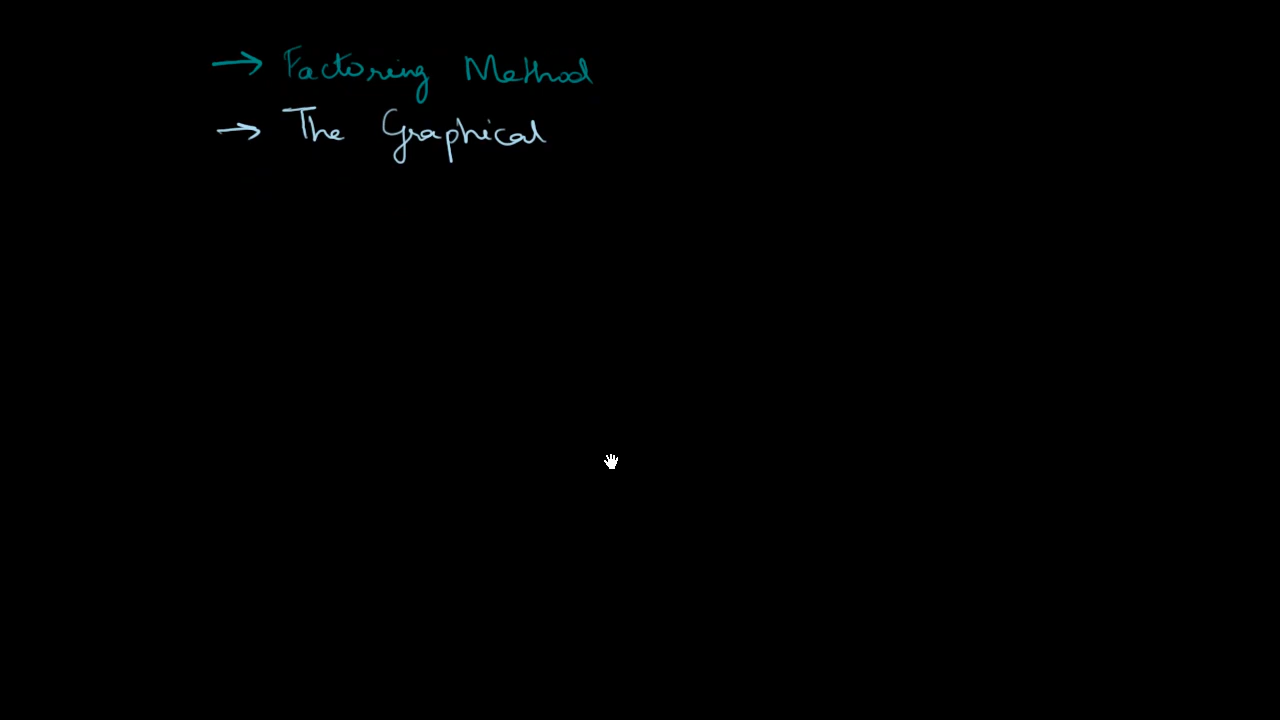 → Factoring Method
→ The Graphical